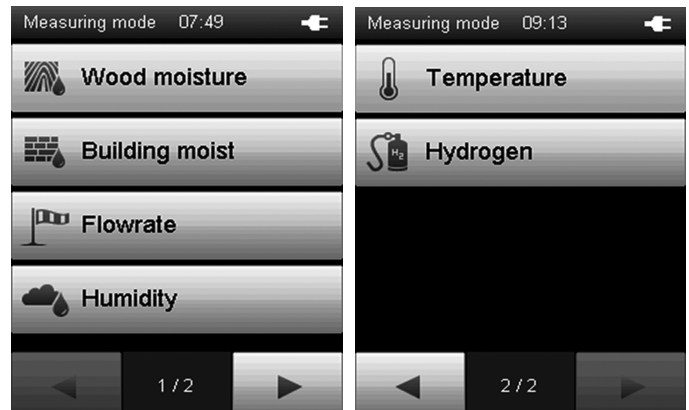 Measuring mode 07:49
Wood moisture
Building moist
Flowrate
Humidity
1 / 2
Measuring mode 09:13
Temperature
H2
Hydrogen
2 / 2